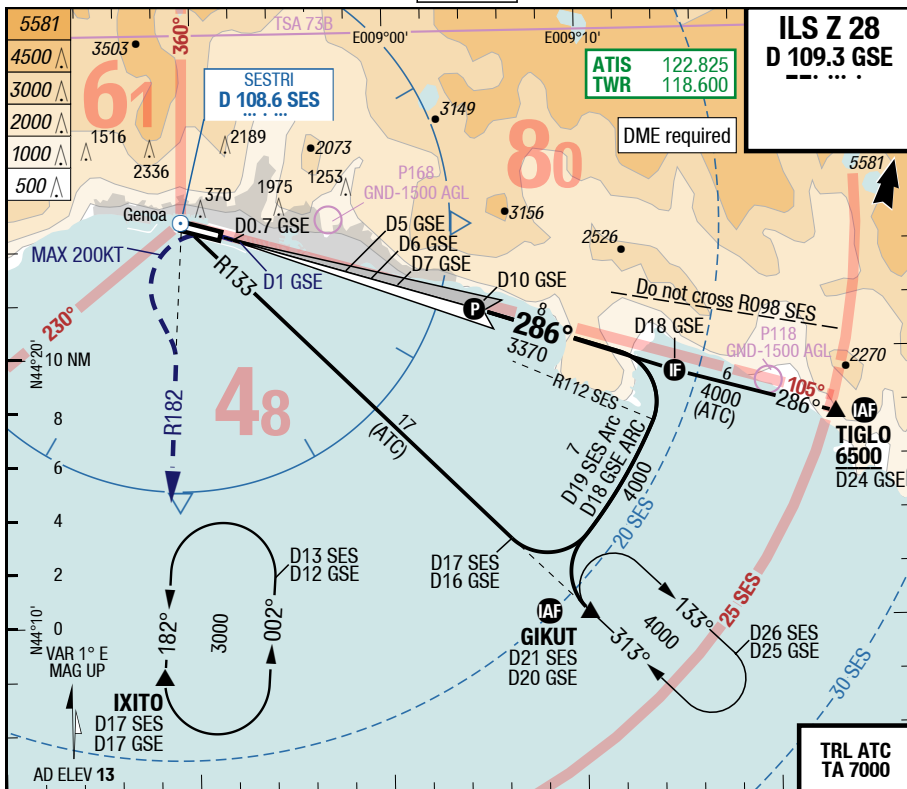 5581
4500
3000
2000
1000
500
3503
360°
TSA 73B
E009°00'
E009°10'
ILS Z 28
D 109.3 GSE
ATIS 122.825
TWR 118.600
DME required
SESTRI
D 108.6 SES
61
80
3149
1516
2336
2189
2073
1253
P168
GND-1500 AGL
370
1975
3156
2526
5581
Genoa
D0.7 GSE
D5 GSE
D6 GSE
D7 GSE
D1 GSE
D10 GSE
MAX 200KT
R133
P
8
286°
3370
Do not cross R098 SES
D18 GSE
IF
P118
GND-1500 AGL
2270
6
4000
(ATC)
286°
105°
IAF
TIGLO
6500
D24 GSE
230°
N44°20'
10 NM
8
6
4
2
0
N44°10'
R182
48
17
(ATC)
R112 SES
7
D19 SES Arc
D18 GSE ARC
4000
20 SES
25 SES
30 SES
D17 SES
D16 GSE
D13 SES
D12 GSE
182°
3000
002°
IXITO
D17 SES
D17 GSE
IAF
GIKUT
D21 SES
D20 GSE
133°
4000
313°
D26 SES
D25 GSE
VAR 1° E
MAG UP
AD ELEV 13
TRL ATC
TA 7000